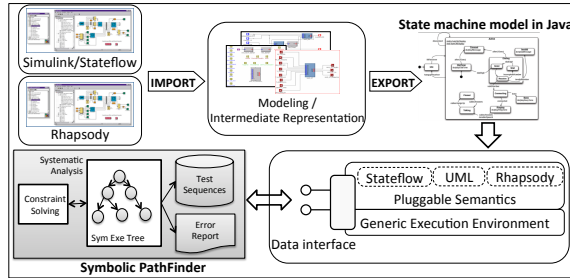 State machine model in Java
Simulink/Stateflow
Rhapsody
IMPORT
Modeling /
Intermediate Representation
EXPORT
Systematic
Analysis
Constraint
Solving
Sym Exe Tree
Test
Sequences
Error
Report
Symbolic PathFinder
Data interface
Stateflow
UML
Rhapsody
Pluggable Semantics
Generic Execution Environment